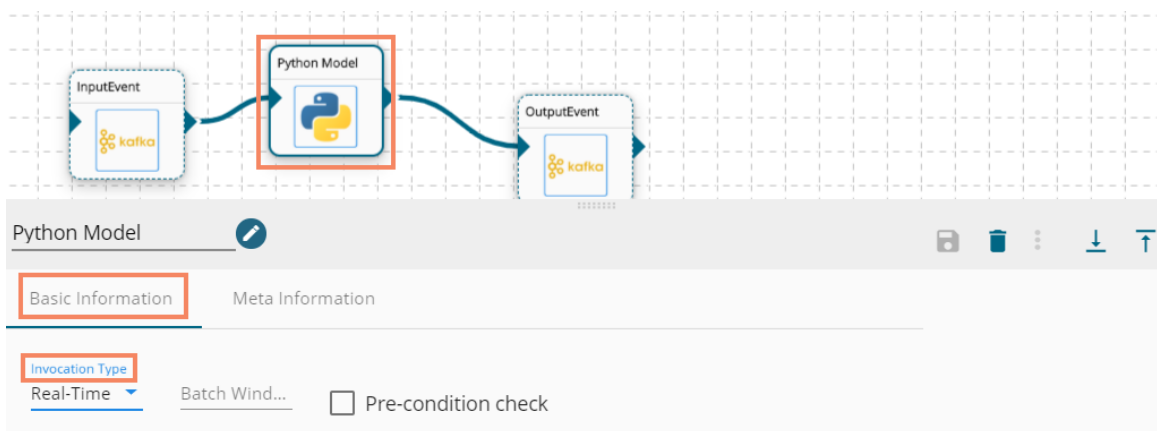 Python Model
InputEvent
kafka
OutputEvent
kafka
Python Model
Basic Information
Meta Information
Invocation Type
Real-Time
Batch Wind...
Pre-condition check